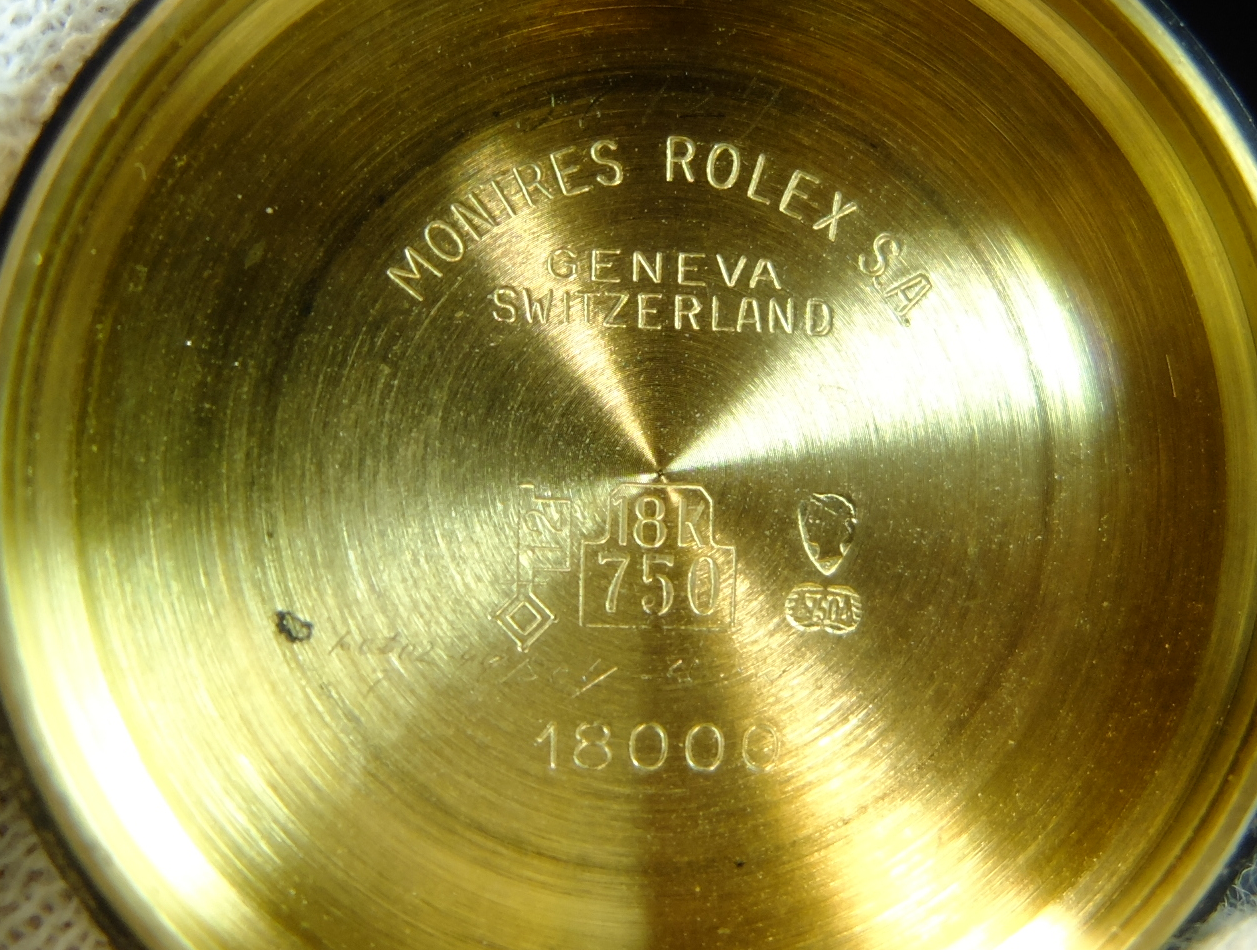 MONTRES ROLEX S.A.
GENEVA
SWITZERLAND
18K
750
18000